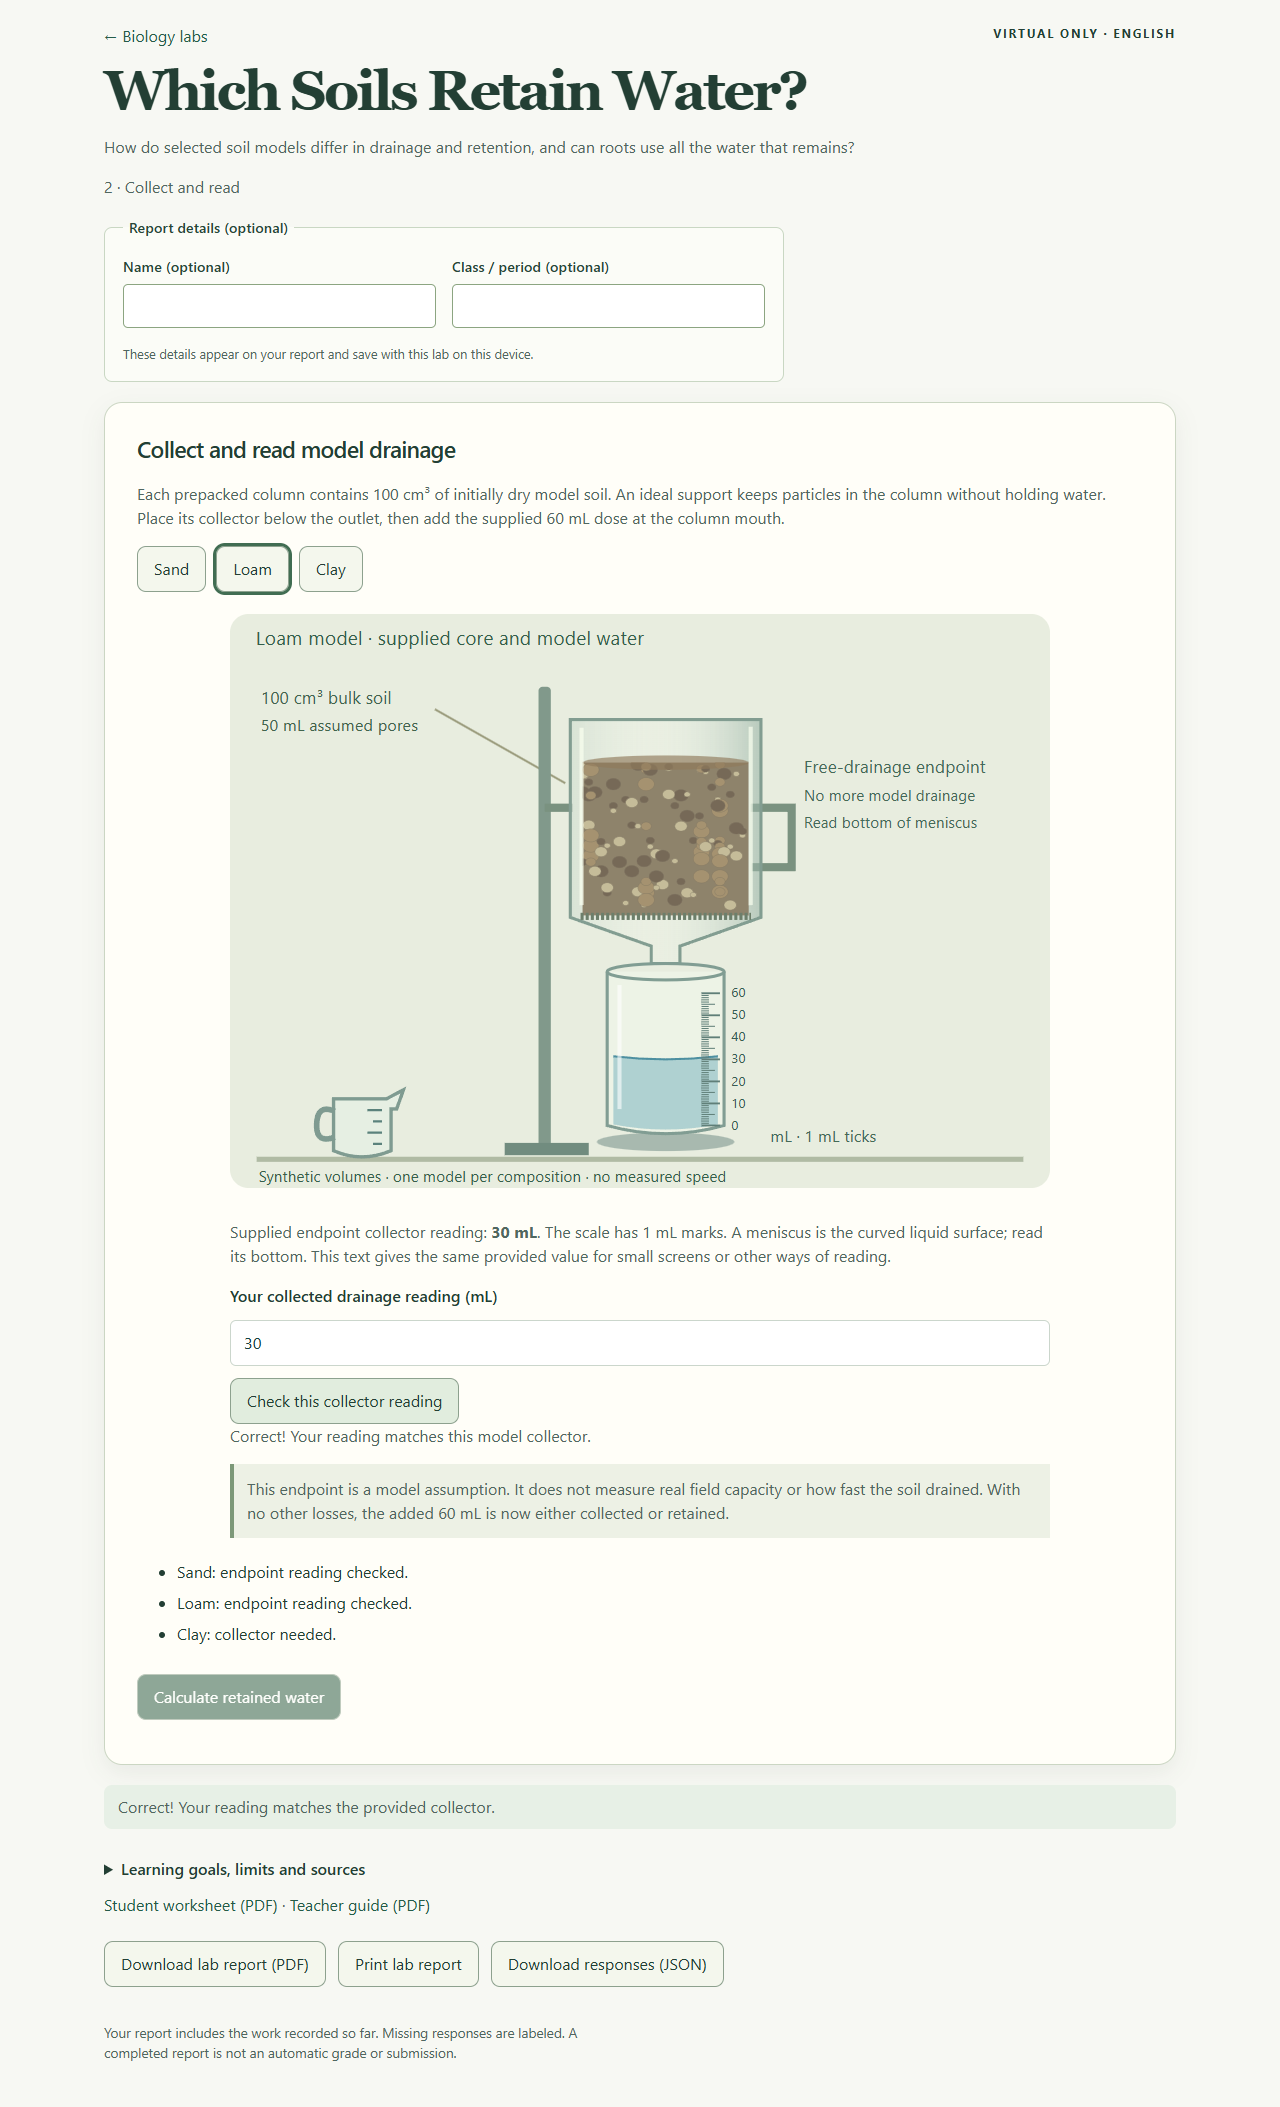 ← Biology labs
VIRTUAL ONLY · ENGLISH
Which Soils Retain Water?
How do selected soil models differ in drainage and retention, and can roots use all the water that remains?
2 · Collect and read
Report details (optional)
Name (optional)
Class / period (optional)
These details appear on your report and save with this lab on this device.
Collect and read model drainage
Each prepacked column contains 100 cm³ of initially dry model soil. An ideal support keeps particles in the column without holding water.
Place its collector below the outlet, then add the supplied 60 mL dose at the column mouth.
Sand
Loam
Clay
Loam model · supplied core and model water
100 cm³ bulk soil
50 mL assumed pores
Free-drainage endpoint
No more model drainage
Read bottom of meniscus
60
50
40
30
20
10
0
mL · 1 mL ticks
Synthetic volumes · one model per composition · no measured speed
Supplied endpoint collector reading: 30 mL. The scale has 1 mL marks. A meniscus is the curved liquid surface; read
its bottom. This text gives the same provided value for small screens or other ways of reading.
Your collected drainage reading (mL)
30
Check this collector reading
Correct! Your reading matches this model collector.
This endpoint is a model assumption. It does not measure real field capacity or how fast the soil drained. With
no other losses, the added 60 mL is now either collected or retained.
• Sand: endpoint reading checked.
• Loam: endpoint reading checked.
• Clay: collector needed.
Calculate retained water
Correct! Your reading matches the provided collector.
▶ Learning goals, limits and sources
Student worksheet (PDF) · Teacher guide (PDF)
Download lab report (PDF)
Print lab report
Download responses (JSON)
Your report includes the work recorded so far. Missing responses are labeled. A
completed report is not an automatic grade or submission.